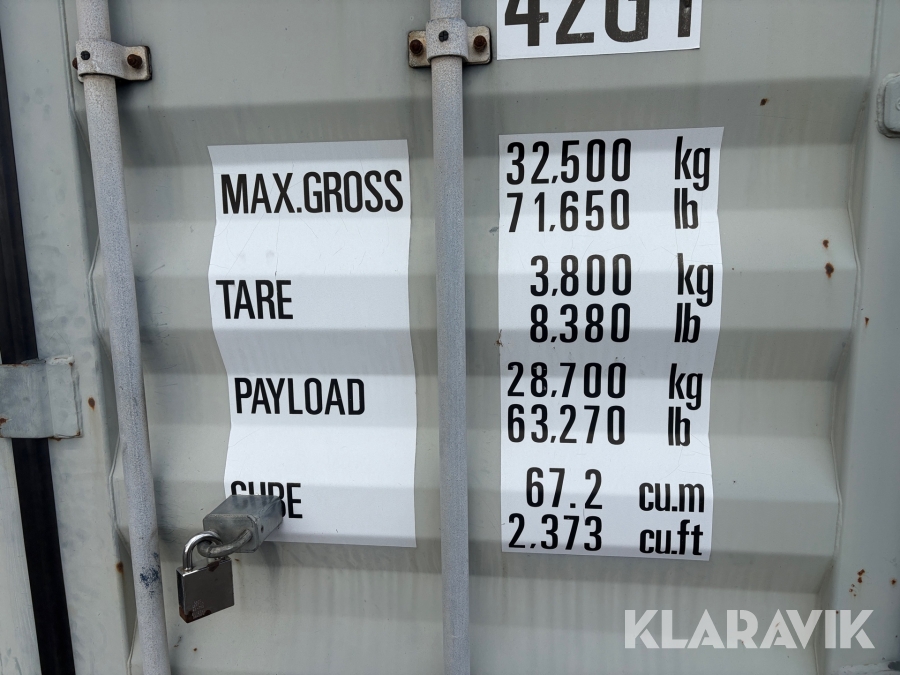 42G1
MAX.GROSS 32,500 kg
71,650 lb
TARE 3,800 kg
8,380 lb
PAYLOAD 28,700 kg
63,270 lb
CUBE 67.2 cu.m
2,373 cu.ft
KLARAVIK